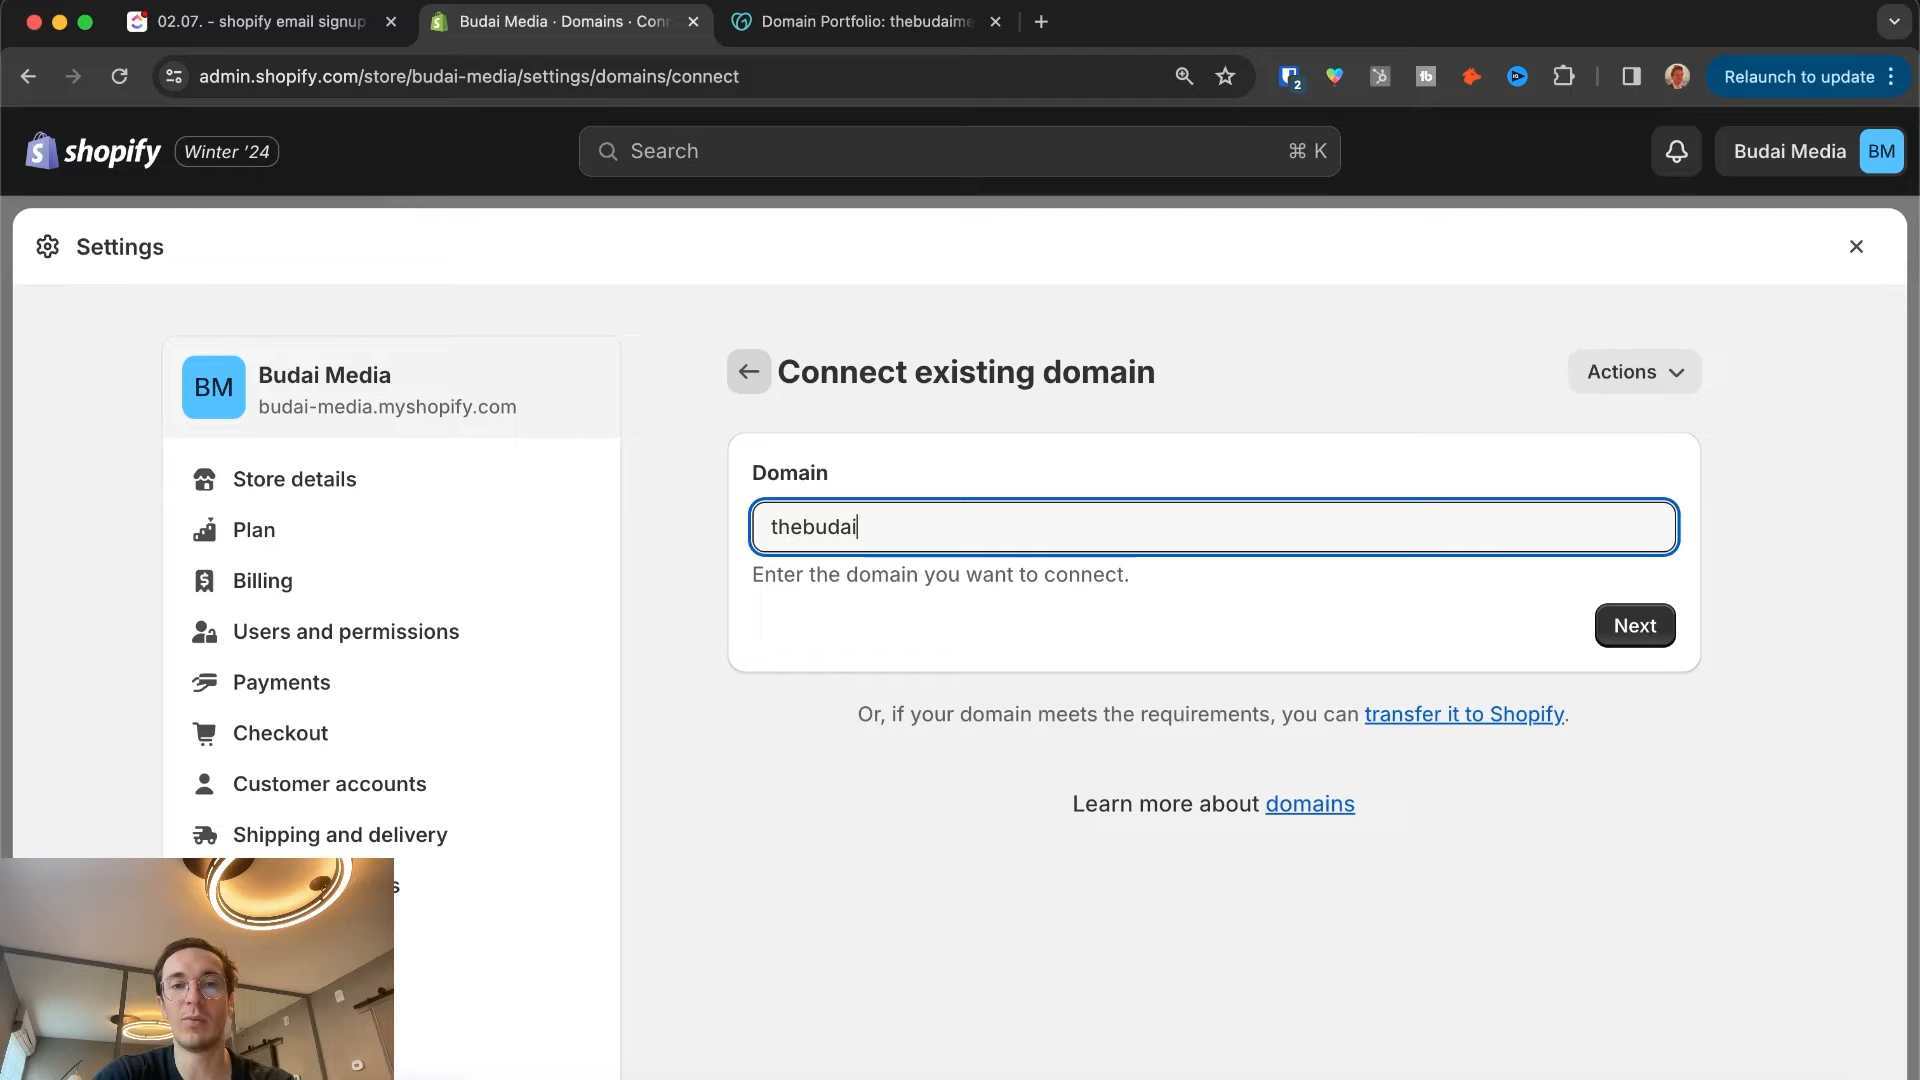 02.07. - shopify email signup
Budai Media · Domains · Conn
Domain Portfolio: thebudaime
admin.shopify.com/store/budai-media/settings/domains/connect
2
Relaunch to update
shopify
Winter '24
Search
⌘ K
Budai Media
BM
Settings
BM
Budai Media
budai-media.myshopify.com
Store details
Plan
Billing
Users and permissions
Payments
Checkout
Customer accounts
Shipping and delivery
s
Connect existing domain
Actions
Domain
thebudai
Enter the domain you want to connect.
Next
Or, if your domain meets the requirements, you can transfer it to Shopify.
Learn more about domains